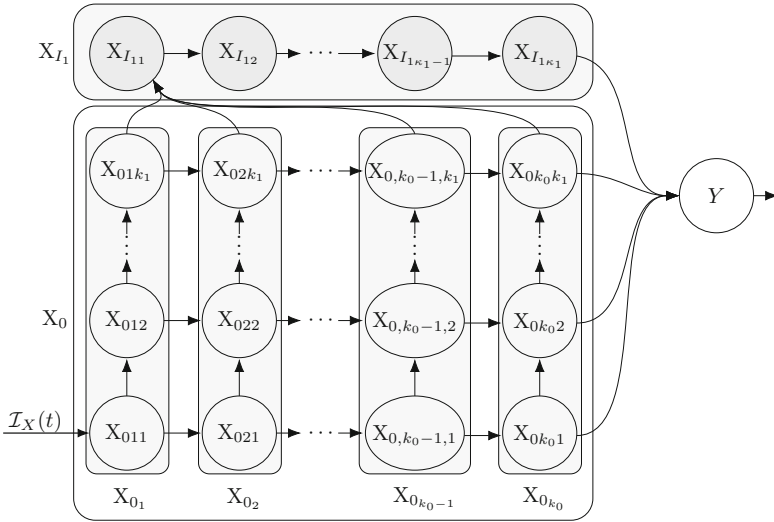 X_{I_1} X_{I_{11}} X_{I_{12}} ··· X_{I_{1κ_1−1}} X_{I_{1κ_1}}
X_{01k_1} X_{02k_1} ··· X_{0,k_0−1,k_1} X_{0k_0k_1}
Y
⋮ ⋮ ⋮ ⋮
X_0 X_{012} X_{022} ··· X_{0,k_0−1,2} X_{0k_02}
𝓘_X(t) X_{011} X_{021} ··· X_{0,k_0−1,1} X_{0k_01}
X_{0_1} X_{0_2} X_{0_{k_0−1}} X_{0_{k_0}}